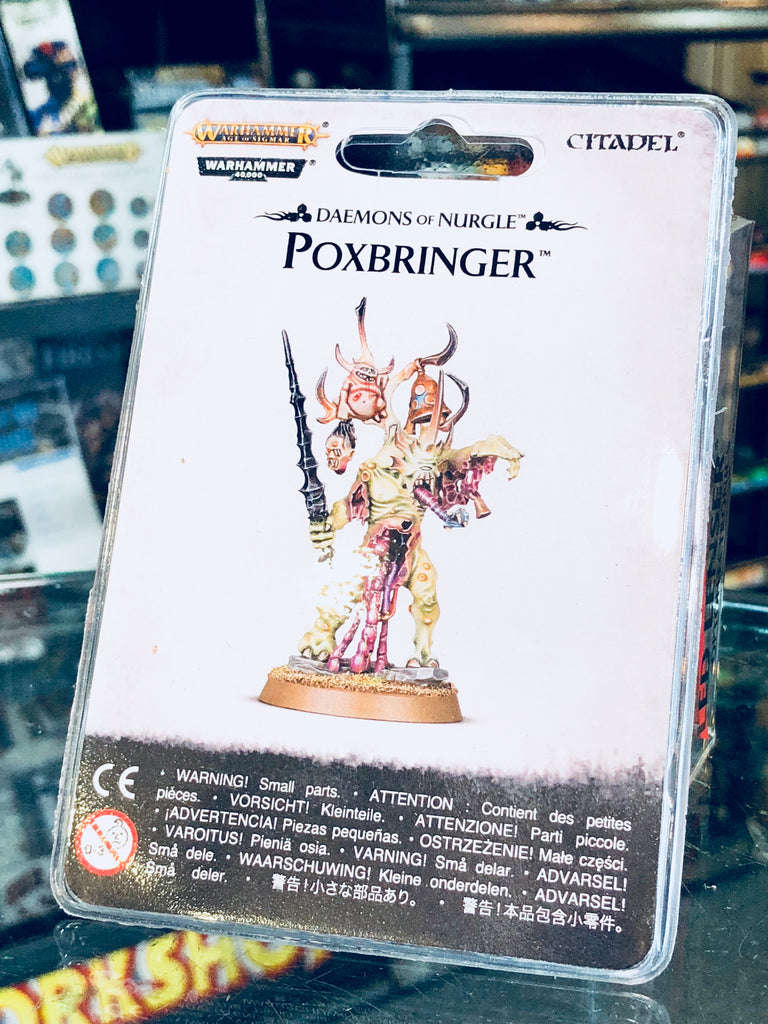 WARHAMMER®
AGE OF SIGMAR
WARHAMMER®
40,000
CITADEL®
DAEMONS OF NURGLE™
POXBRINGER™
CE
0-3
• WARNING! Small parts. • ATTENTION • Contient des petites
pièces. • VORSICHT! Kleinteile. • ATTENZIONE! Parti piccole.
• ¡ADVERTENCIA! Piezas pequeñas. • OSTRZEŻENIE! Małe części.
• VAROITUS! Pieniä osia. • VARNING! Små delar. • ADVARSEL!
Små dele. • WAARSCHUWING! Kleine onderdelen. • ADVARSEL!
Små deler. • 警告!小さな部品あり。 • 警告!本品包含小零件。
ORKSHO